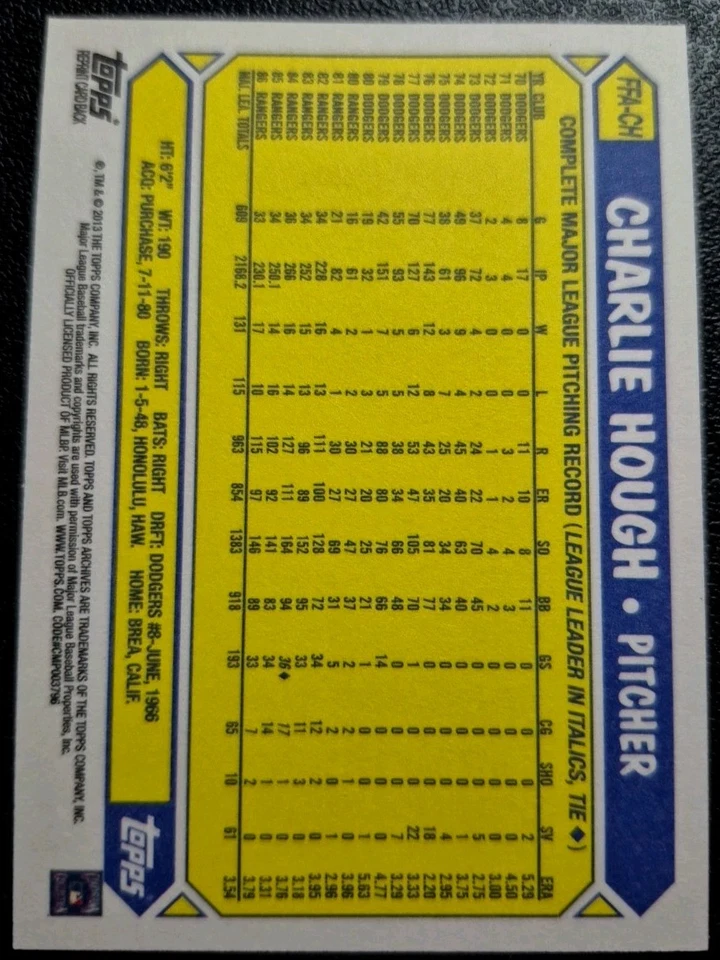 FFA-CH CHARLIE HOUGH • PITCHER
COMPLETE MAJOR LEAGUE PITCHING RECORD (LEAGUE LEADER IN ITALICS, TIE ♦)
YR CLUB G IP W L R ER SO BB GS CG SHO SV ERA
70 DODGERS 8 17 0 0 11 10 8 11 0 0 0 2 5.29
71 DODGERS 4 4 0 0 3 2 4 3 0 0 0 0 4.50
72 DODGERS 2 3 0 0 1 1 4 2 0 0 0 0 3.00
73 DODGERS 37 72 4 2 24 22 70 45 0 0 0 5 2.75
74 DODGERS 49 96 9 4 45 40 63 40 0 0 0 1 3.75
75 DODGERS 38 61 3 7 25 20 34 34 0 0 0 4 2.95
76 DODGERS 77 143 12 8 43 35 81 77 0 0 0 18 2.20
77 DODGERS 70 127 6 12 53 47 105 70 1 0 0 22 3.33
78 DODGERS 55 93 5 5 38 34 66 48 0 0 0 7 3.29
79 DODGERS 42 151 7 5 88 80 76 66 14 0 0 0 4.77
80 DODGERS 19 32 1 3 21 20 25 21 1 0 0 1 5.63
80 RANGERS 16 61 2 2 30 27 47 37 2 2 1 0 3.96
81 RANGERS 21 82 4 1 30 27 69 31 5 2 0 1 2.96
82 RANGERS 34 228 16 13 111 100 128 72 34 12 2 0 3.95
83 RANGERS 34 252 15 13 96 89 152 95 33 11 3 0 3.18
84 RANGERS 36 266 16 14 127 111 164 94 36♦ 17 1 0 3.76
85 RANGERS 34 250.1 14 16 102 92 141 83 34 14 1 0 3.31
86 RANGERS 33 230.1 17 10 115 97 146 89 33 7 2 0 3.79
MAJ. LEA. TOTALS 609 2168.2 131 115 963 854 1383 918 193 65 10 61 3.54
HT: 6'2" WT: 190 THROWS: RIGHT BATS: RIGHT DRFT: DODGERS #8-JUNE, 1966
ACQ: PURCHASE, 7-11-80 BORN: 1-5-48, HONOLULU, HAW. HOME: BREA, CALIF.
topps
topps
REPRINT CARD BACK
®, TM & © 2013 THE TOPPS COMPANY, INC. ALL RIGHTS RESERVED. TOPPS AND TOPPS ARCHIVES ARE TRADEMARKS OF THE TOPPS COMPANY, INC.
Major League Baseball trademarks and copyrights are used with permission of Major League Baseball Properties, Inc.
OFFICIALLY LICENSED PRODUCT OF MLBP. Visit MLB.com. WWW.TOPPS.COM. CODE#CMP003796